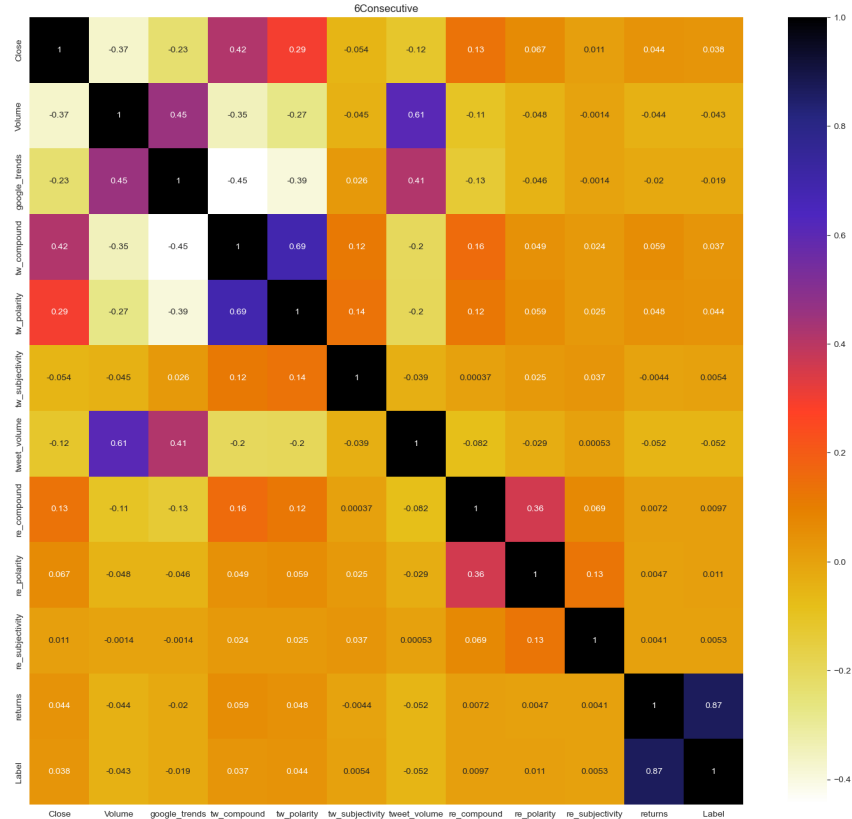 6Consecutive
Close 1 -0.37 -0.23 0.42 0.29 -0.054 -0.12 0.13 0.067 0.011 0.044 0.038
Volume -0.37 1 0.45 -0.35 -0.27 -0.045 0.61 -0.11 -0.048 -0.0014 -0.044 -0.043
google_trends -0.23 0.45 1 -0.45 -0.39 0.026 0.41 -0.13 -0.046 -0.0014 -0.02 -0.019
tw_compound 0.42 -0.35 -0.45 1 0.69 0.12 -0.2 0.16 0.049 0.024 0.059 0.037
tw_polarity 0.29 -0.27 -0.39 0.69 1 0.14 -0.2 0.12 0.059 0.025 0.048 0.044
tw_subjectivity -0.054 -0.045 0.026 0.12 0.14 1 -0.039 0.00037 0.025 0.037 -0.0044 0.0054
tweet_volume -0.12 0.61 0.41 -0.2 -0.2 -0.039 1 -0.082 -0.029 0.00053 -0.052 -0.052
re_compound 0.13 -0.11 -0.13 0.16 0.12 0.00037 -0.082 1 0.36 0.069 0.0072 0.0097
re_polarity 0.067 -0.048 -0.046 0.049 0.059 0.025 -0.029 0.36 1 0.13 0.0047 0.011
re_subjectivity 0.011 -0.0014 -0.0014 0.024 0.025 0.037 0.00053 0.069 0.13 1 0.0041 0.0053
returns 0.044 -0.044 -0.02 0.059 0.048 -0.0044 -0.052 0.0072 0.0047 0.0041 1 0.87
Label 0.038 -0.043 -0.019 0.037 0.044 0.0054 -0.052 0.0097 0.011 0.0053 0.87 1
Close Volume google_trends tw_compound tw_polarity tw_subjectivity tweet_volume re_compound re_polarity re_subjectivity returns Label
1.0
0.8
0.6
0.4
0.2
0.0
−0.2
−0.4